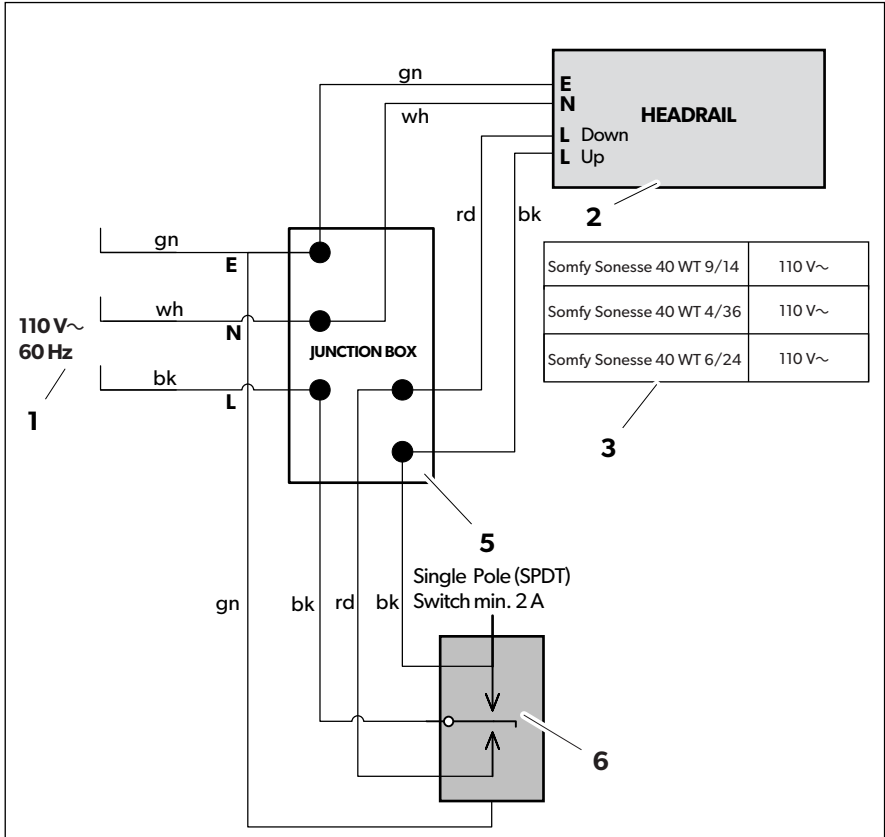 gn
wh
E
N
HEADRAIL
L Down
L Up
2
rd
bk
gn
E
wh
N
110 V~
60 Hz
JUNCTION BOX
bk
L
1
Somfy Sonesse 40 WT 9/14 110 V~
Somfy Sonesse 40 WT 4/36 110 V~
Somfy Sonesse 40 WT 6/24 110 V~
3
5
Single Pole (SPDT)
Switch min. 2 A
gn
bk
rd
bk
6